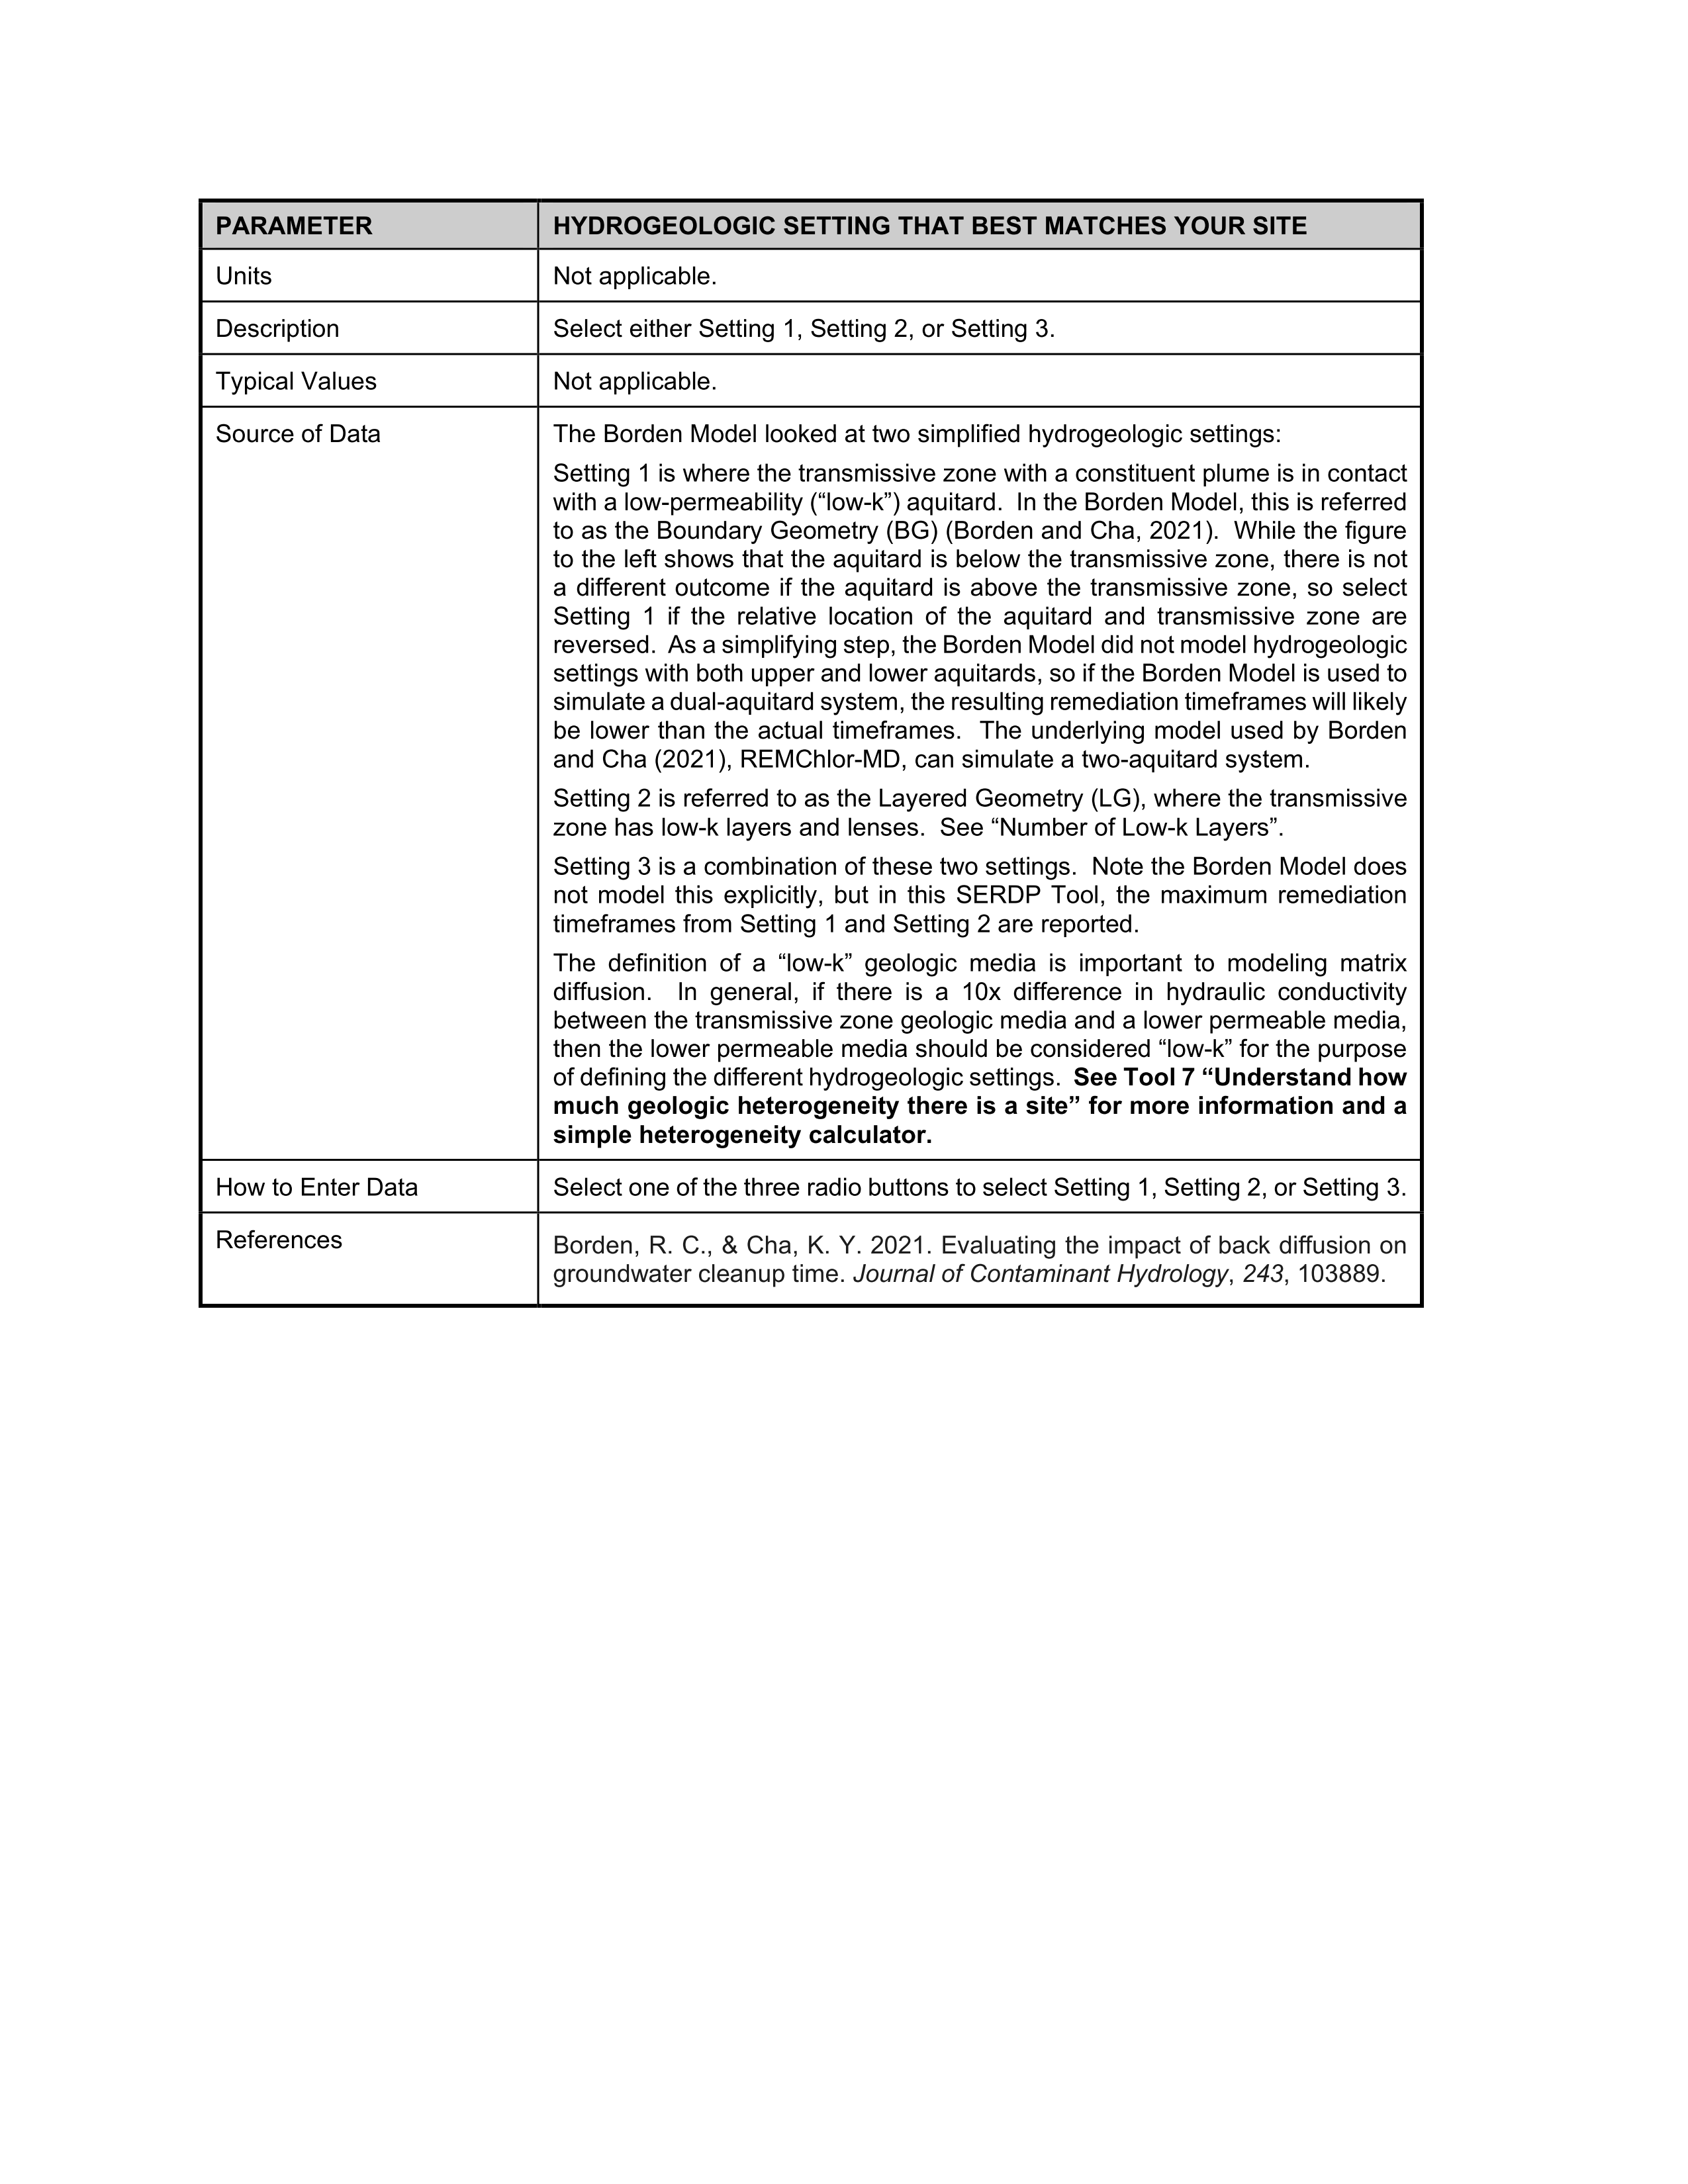 PARAMETER
HYDROGEOLOGIC SETTING THAT BEST MATCHES YOUR SITE
Units
Not applicable.
Description
Select either Setting 1, Setting 2, or Setting 3.
Typical Values
Not applicable.
Source of Data
The Borden Model looked at two simplified hydrogeologic settings:
Setting 1 is where the transmissive zone with a constituent plume is in contact
with a low-permeability (“low-k”) aquitard.  In the Borden Model, this is referred
to as the Boundary Geometry (BG) (Borden and Cha, 2021).  While the figure
to the left shows that the aquitard is below the transmissive zone, there is not
a different outcome if the aquitard is above the transmissive zone, so select
Setting 1 if the relative location of the aquitard and transmissive zone are
reversed.  As a simplifying step, the Borden Model did not model hydrogeologic
settings with both upper and lower aquitards, so if the Borden Model is used to
simulate a dual-aquitard system, the resulting remediation timeframes will likely
be lower than the actual timeframes.  The underlying model used by Borden
and Cha (2021), REMChlor-MD, can simulate a two-aquitard system.
Setting 2 is referred to as the Layered Geometry (LG), where the transmissive
zone has low-k layers and lenses.  See “Number of Low-k Layers”.
Setting 3 is a combination of these two settings.  Note the Borden Model does
not model this explicitly, but in this SERDP Tool, the maximum remediation
timeframes from Setting 1 and Setting 2 are reported.
The definition of a “low-k” geologic media is important to modeling matrix
diffusion.  In general, if there is a 10x difference in hydraulic conductivity
between the transmissive zone geologic media and a lower permeable media,
then the lower permeable media should be considered “low-k” for the purpose
of defining the different hydrogeologic settings.  See Tool 7 “Understand how
much geologic heterogeneity there is a site” for more information and a
simple heterogeneity calculator.
How to Enter Data
Select one of the three radio buttons to select Setting 1, Setting 2, or Setting 3.
References
Borden, R. C., & Cha, K. Y. 2021. Evaluating the impact of back diffusion on
groundwater cleanup time. Journal of Contaminant Hydrology, 243, 103889.